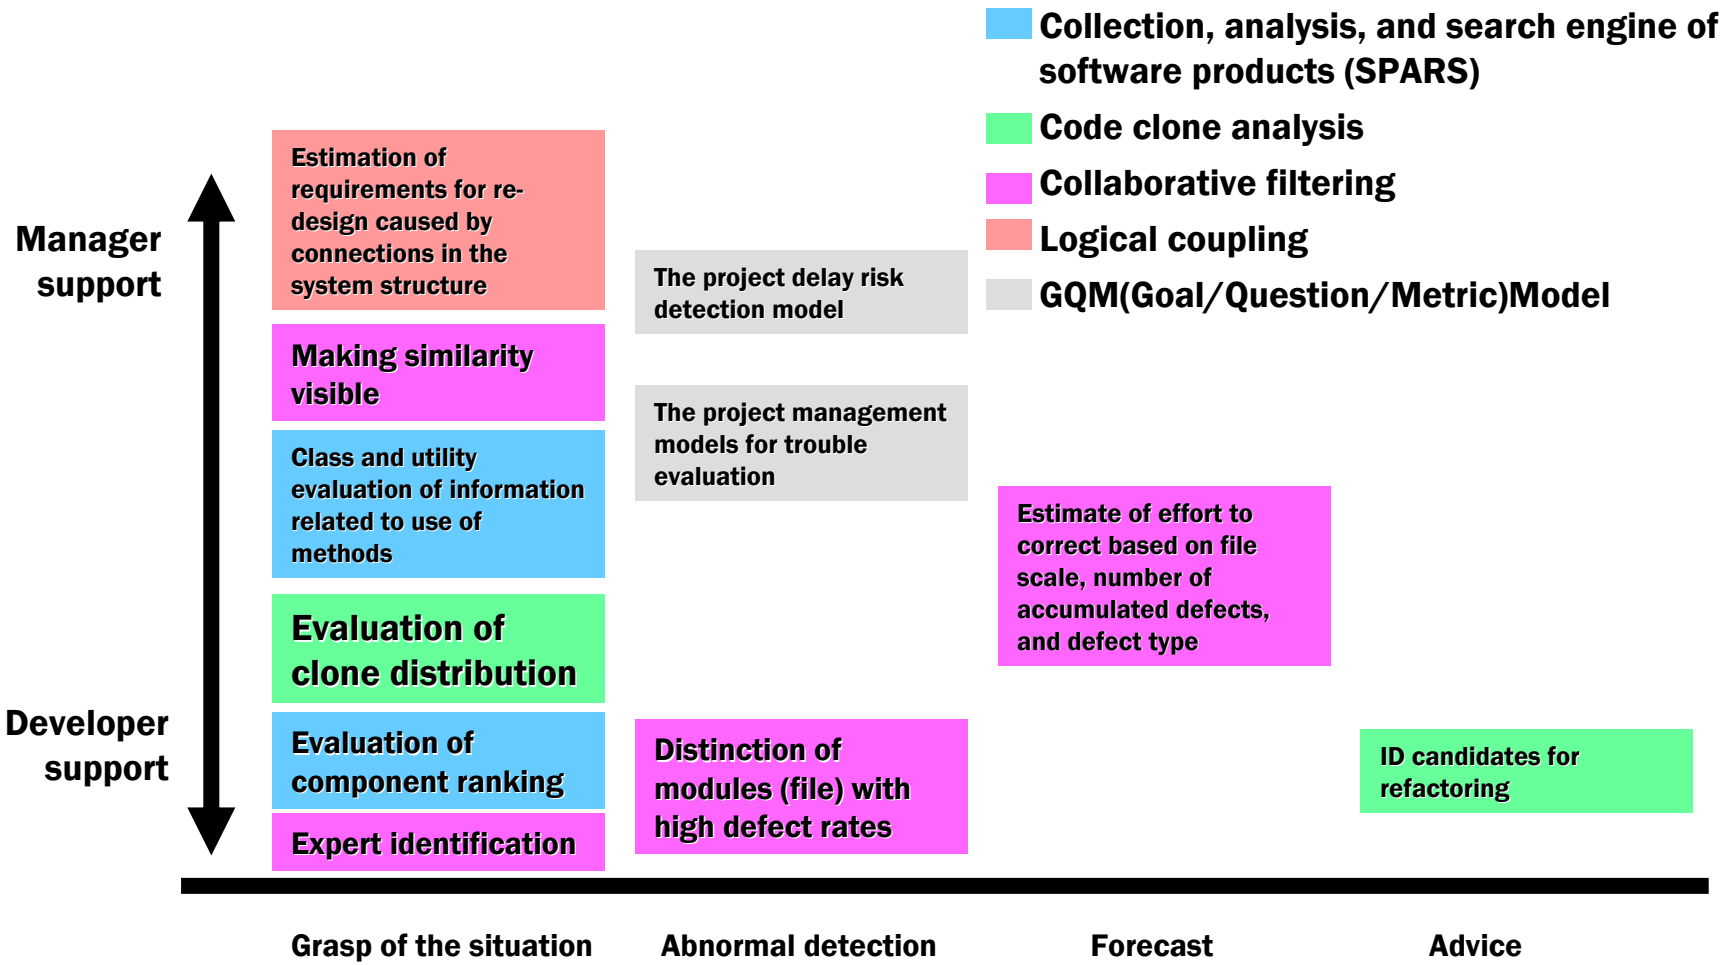 Collection, analysis, and search engine of
software products (SPARS)
Code clone analysis
Collaborative filtering
Logical coupling
GQM(Goal/Question/Metric)Model
Manager
support
Developer
support
Estimation of
requirements for re-
design caused by
connections in the
system structure
Making similarity
visible
Class and utility
evaluation of information
related to use of
methods
Evaluation of
clone distribution
Evaluation of
component ranking
Expert identification
The project delay risk
detection model
The project management
models for trouble
evaluation
Distinction of
modules (file) with
high defect rates
Estimate of effort to
correct based on file
scale, number of
accumulated defects,
and defect type
ID candidates for
refactoring
Grasp of the situation
Abnormal detection
Forecast
Advice